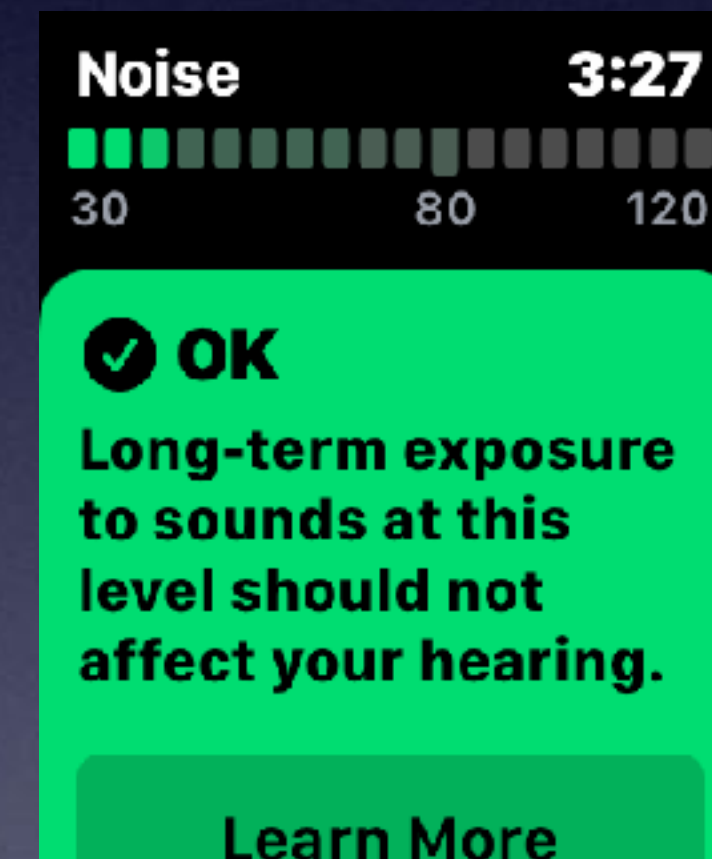 Noise 3:27
30 80 120
OK
Long-term exposure
to sounds at this
level should not
affect your hearing.
Learn More